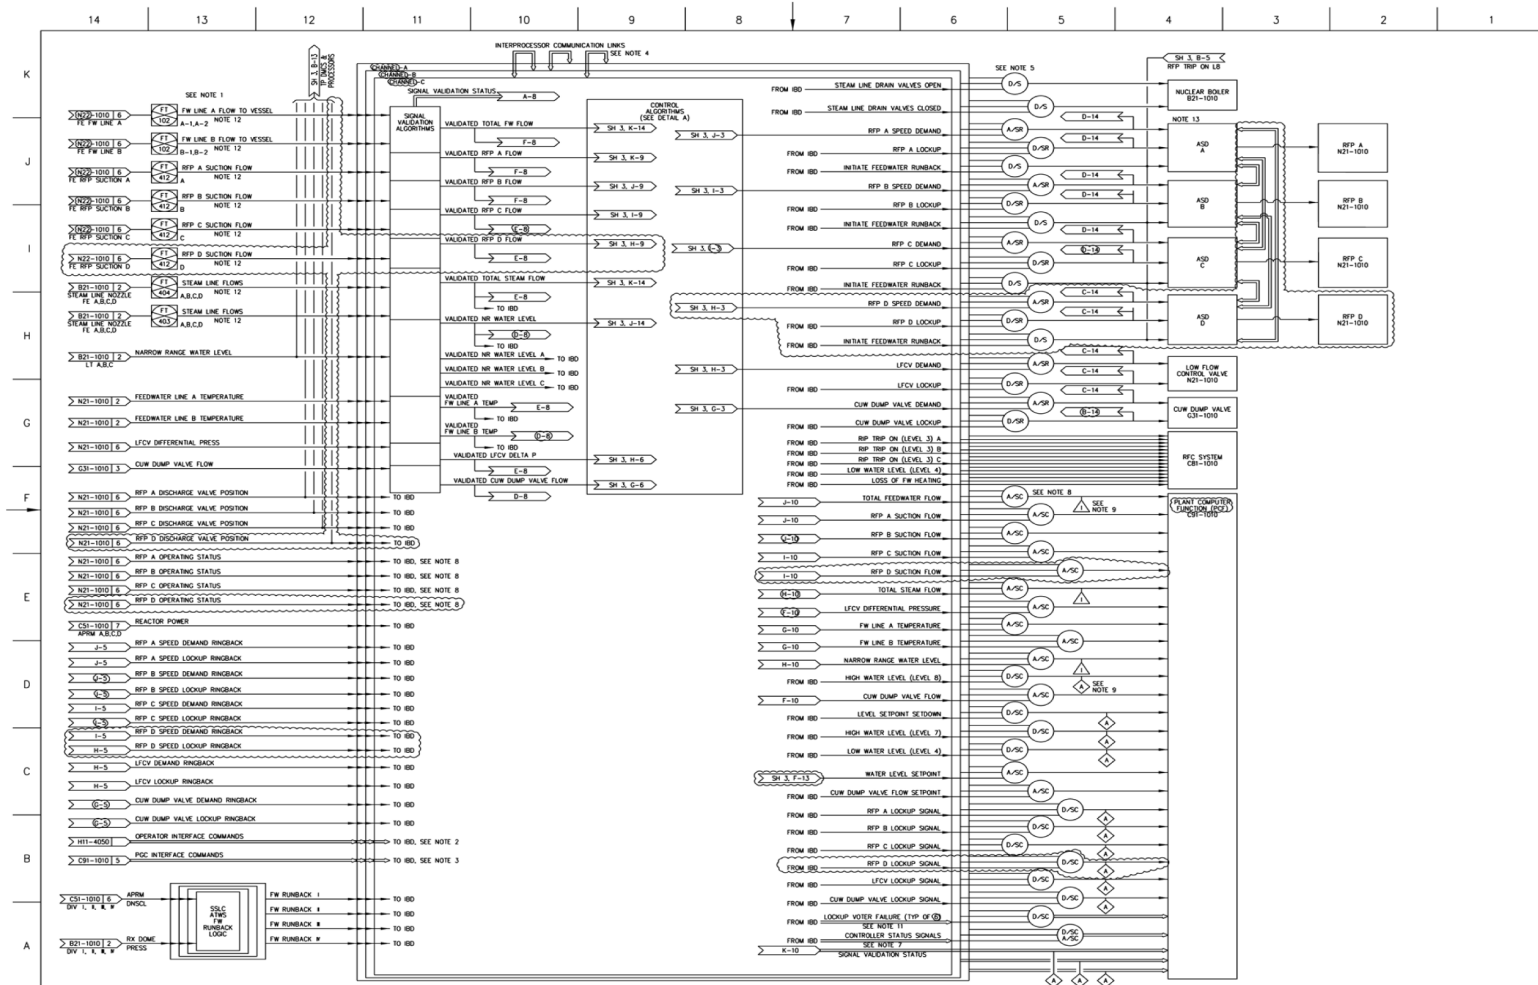 14 13 12 11 10 9 8 7 6 5 4 3 2 1
K
J
I
H
G
F
E
D
C
B
A
SH 3, B-13
TP DMCS &
PROCESSORS
INTERPROCESSOR COMMUNICATION LINKS
SEE NOTE 4
CHANNEL-A
CHANNEL-B
CHANNEL-C
SEE NOTE 1
N22-1010 6
FE FW LINE A
FT
102
FW LINE A FLOW TO VESSEL
A-1,A-2 NOTE 12
N22-1010 6
FE FW LINE B
FT
102
FW LINE B FLOW TO VESSEL
B-1,B-2 NOTE 12
N22-1010 6
FE RFP SUCTION A
FT
412
RFP A SUCTION FLOW
A NOTE 12
N22-1010 6
FE RFP SUCTION B
FT
412
RFP B SUCTION FLOW
B NOTE 12
N22-1010 6
FE RFP SUCTION C
FT
412
RFP C SUCTION FLOW
C NOTE 12
N22-1010 6
FE RFP SUCTION D
FT
412
RFP D SUCTION FLOW
D NOTE 12
B21-1010 2
STEAM LINE NOZZLE
FE A,B,C,D
FT
404
STEAM LINE FLOWS
A,B,C,D NOTE 12
B21-1010 2
STEAM LINE NOZZLE
FE A,B,C,D
FT
403
STEAM LINE FLOWS
A,B,C,D NOTE 12
B21-1010 2 NARROW RANGE WATER LEVEL
LT A,B,C
N21-1010 2 FEEDWATER LINE A TEMPERATURE
N21-1010 2 FEEDWATER LINE B TEMPERATURE
N21-1010 6 LFCV DIFFERENTIAL PRESS
G31-1010 3 CUW DUMP VALVE FLOW
N21-1010 6 RFP A DISCHARGE VALVE POSITION TO IBD
N21-1010 6 RFP B DISCHARGE VALVE POSITION TO IBD
N21-1010 6 RFP C DISCHARGE VALVE POSITION TO IBD
N21-1010 6 RFP D DISCHARGE VALVE POSITION TO IBD
N21-1010 6 RFP A OPERATING STATUS TO IBD, SEE NOTE 8
N21-1010 6 RFP B OPERATING STATUS TO IBD, SEE NOTE 8
N21-1010 6 RFP C OPERATING STATUS TO IBD, SEE NOTE 8
N21-1010 6 RFP D OPERATING STATUS TO IBD, SEE NOTE 8
C51-1010 7 REACTOR POWER TO IBD
APRM A,B,C,D
J-5 RFP A SPEED DEMAND RINGBACK TO IBD
J-5 RFP A SPEED LOCKUP RINGBACK TO IBD
RFP B SPEED DEMAND RINGBACK TO IBD
RFP B SPEED LOCKUP RINGBACK TO IBD
I-5 RFP C SPEED DEMAND RINGBACK TO IBD
RFP C SPEED LOCKUP RINGBACK TO IBD
I-5 RFP D SPEED DEMAND RINGBACK TO IBD
H-5 RFP D SPEED LOCKUP RINGBACK TO IBD
H-5 LFCV DEMAND RINGBACK TO IBD
H-5 LFCV LOCKUP RINGBACK TO IBD
G-5 CUW DUMP VALVE DEMAND RINGBACK TO IBD
G-5 CUW DUMP VALVE LOCKUP RINGBACK TO IBD
H11-4050 OPERATOR INTERFACE COMMANDS TO IBD, SEE NOTE 2
C91-1010 5 PGC INTERFACE COMMANDS TO IBD, SEE NOTE 3
C51-1010 6 APRM
DNSCL
B21-1010 2 RX DOME
PRESS
SSLC
ATWS
FW
RUNBACK
LOGIC
FW RUNBACK I TO IBD
FW RUNBACK II TO IBD
FW RUNBACK III TO IBD
FW RUNBACK IV TO IBD
SIGNAL VALIDATION STATUS
A-8
SIGNAL
VALIDATION
ALGORITHMS
VALIDATED TOTAL FW FLOW
F-8
SH 3, K-14
VALIDATED RFP A FLOW
F-8
SH 3, K-9
VALIDATED RFP B FLOW
F-8
SH 3, J-9
VALIDATED RFP C FLOW
E-8
SH 3, I-9
VALIDATED RFP D FLOW
E-8
SH 3, H-9
VALIDATED TOTAL STEAM FLOW
E-8
TO IBD
SH 3, K-14
VALIDATED NR WATER LEVEL
D-8
TO IBD
SH 3, J-14
VALIDATED NR WATER LEVEL A TO IBD
VALIDATED NR WATER LEVEL B TO IBD
VALIDATED NR WATER LEVEL C TO IBD
VALIDATED
FW LINE A TEMP
E-8
TO IBD
VALIDATED
FW LINE B TEMP
D-8
TO IBD
VALIDATED LFCV DELTA P
E-8
SH 3, H-6
VALIDATED CUW DUMP VALVE FLOW
D-8
SH 3, G-6
CONTROL
ALGORITHMS
(SEE DETAIL A)
SH 3, J-3
SH 3, I-3
SH 3, I-3
SH 3, H-3
SH 3, H-3
SH 3, G-3
SEE NOTE 5
SH 3, B-5
RFP TRIP ON L8
FROM IBD STEAM LINE DRAIN VALVES OPEN D/S
FROM IBD STEAM LINE DRAIN VALVES CLOSED D/S
RFP A SPEED DEMAND A/SR D-14
FROM IBD RFP A LOCKUP D/SR D-14
FROM IBD INITIATE FEEDWATER RUNBACK D/S
RFP B SPEED DEMAND A/SR D-14
FROM IBD RFP B LOCKUP D/SR D-14
FROM IBD INITIATE FEEDWATER RUNBACK D/S
RFP C DEMAND A/SR D-14
FROM IBD RFP C LOCKUP D/SR D-14
FROM IBD INITIATE FEEDWATER RUNBACK D/S
RFP D SPEED DEMAND A/SR C-14
FROM IBD RFP D LOCKUP D/SR C-14
FROM IBD INITIATE FEEDWATER RUNBACK D/S
LFCV DEMAND A/SR C-14
FROM IBD LFCV LOCKUP D/SR C-14
CUW DUMP VALVE DEMAND A/SR C-14
FROM IBD CUW DUMP VALVE LOCKUP D/SR B-14
FROM IBD RIP TRIP ON (LEVEL 3) A
FROM IBD RIP TRIP ON (LEVEL 3) B
FROM IBD RIP TRIP ON (LEVEL 3) C
FROM IBD LOW WATER LEVEL (LEVEL 4)
FROM IBD LOSS OF FW HEATING
NUCLEAR BOILER
B21-1010
NOTE 13
ASD
A
RFP A
N21-1010
ASD
B
RFP B
N21-1010
ASD
C
RFP C
N21-1010
ASD
D
RFP D
N21-1010
LOW FLOW
CONTROL VALVE
N21-1010
CUW DUMP VALVE
G31-1010
RFC SYSTEM
C81-1010
PLANT COMPUTER
FUNCTION (PCF)
C91-1010
J-10 TOTAL FEEDWATER FLOW A/SC SEE NOTE 8
SEE
NOTE 9
J-10 RFP A SUCTION FLOW A/SC
RFP B SUCTION FLOW A/SC
I-10 RFP C SUCTION FLOW A/SC
I-10 RFP D SUCTION FLOW A/SC
H-10 TOTAL STEAM FLOW A/SC
F-10 LFCV DIFFERENTIAL PRESSURE A/SC
G-10 FW LINE A TEMPERATURE A/SC
G-10 FW LINE B TEMPERATURE A/SC
H-10 NARROW RANGE WATER LEVEL A/SC
FROM IBD HIGH WATER LEVEL (LEVEL 8) D/SC
A SEE
NOTE 9
F-10 CUW DUMP VALVE FLOW A/SC
FROM IBD LEVEL SETPOINT SETDOWN D/SC
FROM IBD HIGH WATER LEVEL (LEVEL 7) D/SC
FROM IBD LOW WATER LEVEL (LEVEL 4) D/SC
SH 3, F-13 WATER LEVEL SETPOINT A/SC
FROM IBD CUW DUMP VALVE FLOW SETPOINT A/SC
FROM IBD RFP A LOCKUP SIGNAL D/SC
FROM IBD RFP B LOCKUP SIGNAL D/SC
FROM IBD RFP C LOCKUP SIGNAL D/SC
FROM IBD RFP D LOCKUP SIGNAL D/SC
FROM IBD LFCV LOCKUP SIGNAL D/SC
FROM IBD CUW DUMP VALVE LOCKUP SIGNAL D/SC
FROM IBD LOCKUP VOTER FAILURE (TYP OF 6) D/SC
SEE NOTE 11
FROM IBD CONTROLLER STATUS SIGNALS D/SC
A/SC
SEE NOTE 7
K-10 SIGNAL VALIDATION STATUS
A A A